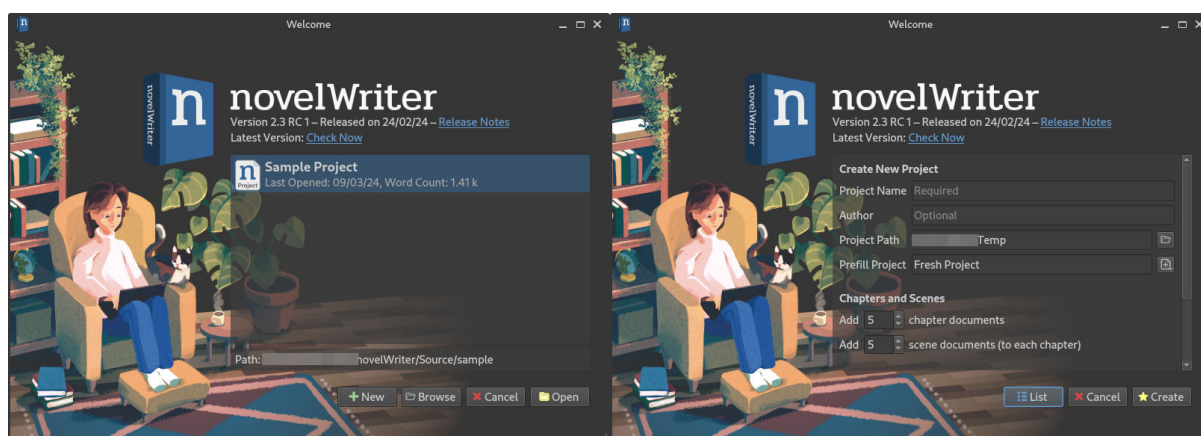 Welcome
n
novelWriter
novelWriter
Version 2.3 RC 1 – Released on 24/02/24 – Release Notes
Latest Version: Check Now
n
Project
Sample Project
Last Opened: 09/03/24, Word Count: 1.41 k
Path: novelWriter/Source/sample
New Browse Cancel Open
Welcome
n
novelWriter
novelWriter
Version 2.3 RC 1 – Released on 24/02/24 – Release Notes
Latest Version: Check Now
Create New Project
Project Name Required
Author Optional
Project Path Temp
Prefill Project Fresh Project
Chapters and Scenes
Add 5 chapter documents
Add 5 scene documents (to each chapter)
List Cancel Create